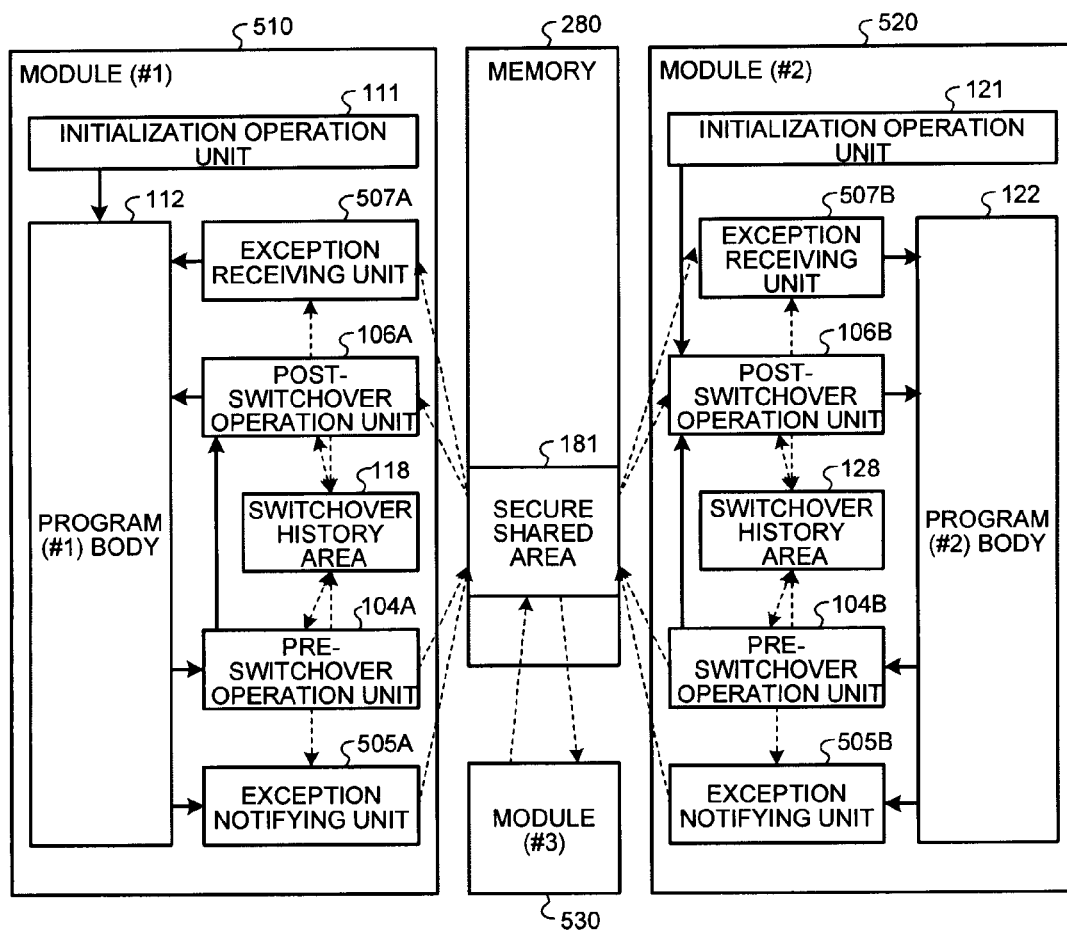 510
280
520
MODULE (#1)
MEMORY
MODULE (#2)
111
INITIALIZATION OPERATION
UNIT
121
INITIALIZATION OPERATION
UNIT
112
PROGRAM
(#1) BODY
507A
EXCEPTION
RECEIVING UNIT
106A
POST-
SWITCHOVER
OPERATION UNIT
118
SWITCHOVER
HISTORY
AREA
104A
PRE-
SWITCHOVER
OPERATION UNIT
505A
EXCEPTION
NOTIFYING UNIT
181
SECURE
SHARED
AREA
MODULE
(#3)
530
507B
EXCEPTION
RECEIVING
UNIT
106B
POST-
SWITCHOVER
OPERATION UNIT
128
SWITCHOVER
HISTORY
AREA
104B
PRE-
SWITCHOVER
OPERATION UNIT
505B
EXCEPTION
NOTIFYING UNIT
122
PROGRAM
(#2) BODY